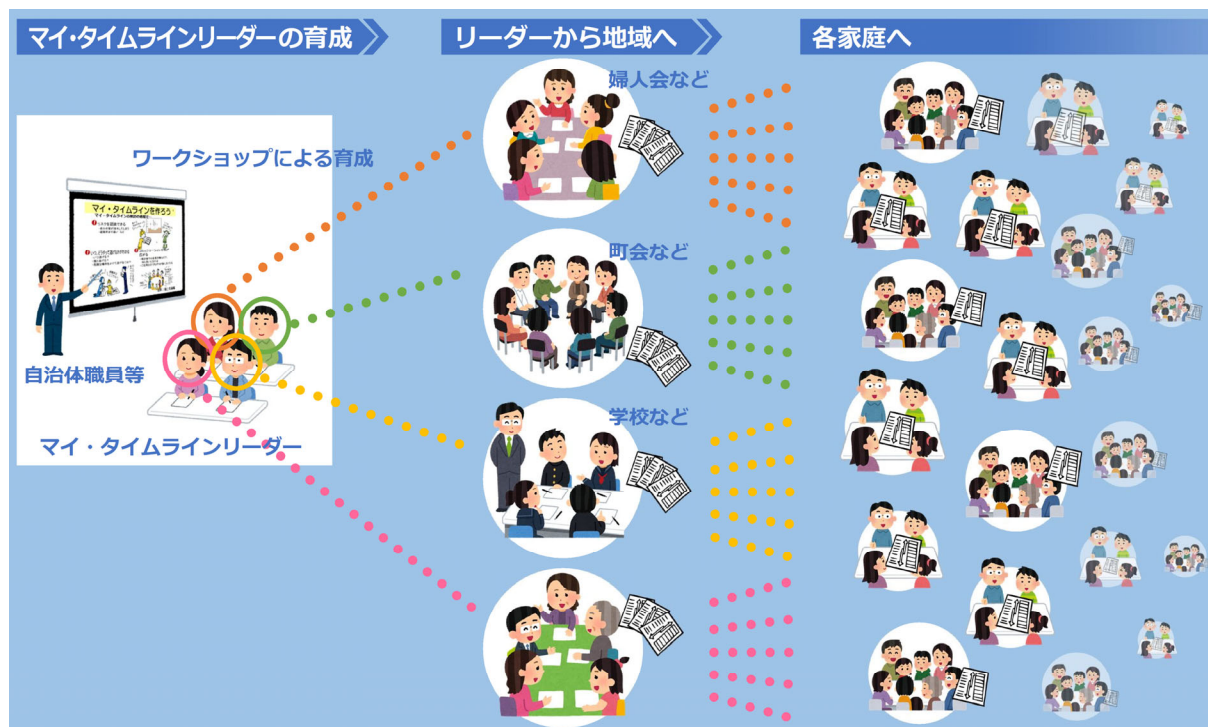 マイ・タイムラインリーダーの育成
リーダーから地域へ
各家庭へ
ワークショップによる育成
マイ・タイムラインを作ろう
自治体職員等
マイ・タイムラインリーダー
婦人会など
町会など
学校など